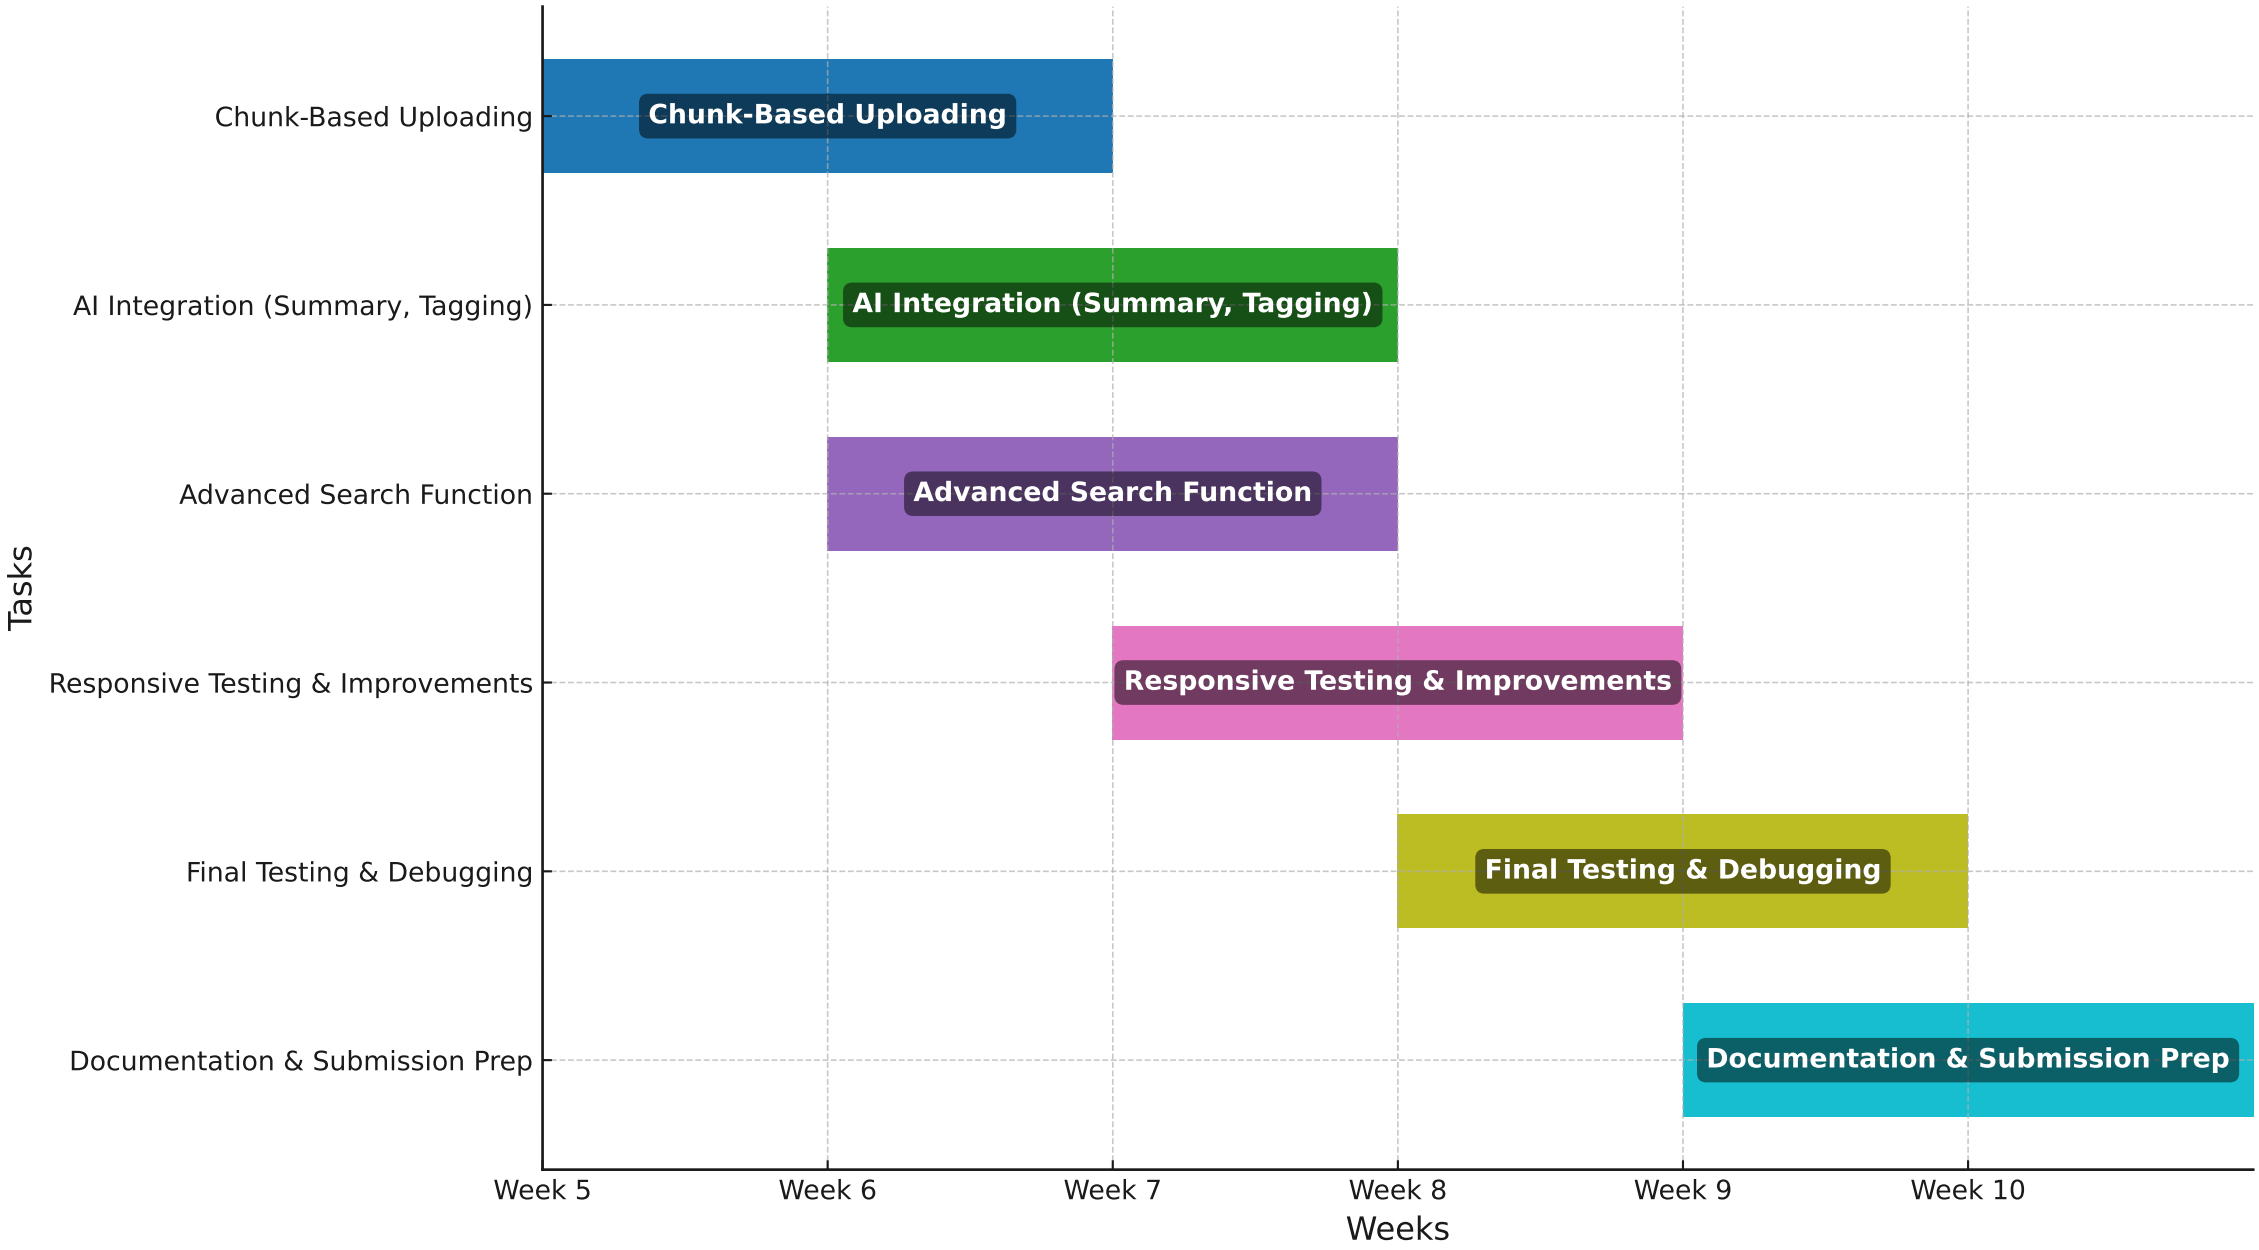 Chunk-Based Uploading
Chunk-Based Uploading
AI Integration (Summary, Tagging)
AI Integration (Summary, Tagging)
Advanced Search Function
Advanced Search Function
Tasks
Responsive Testing & Improvements
Responsive Testing & Improvements
Final Testing & Debugging
Final Testing & Debugging
Documentation & Submission Prep
Documentation & Submission Prep
Week 5
Week 6
Week 7
Week 8
Week 9
Week 10
Weeks